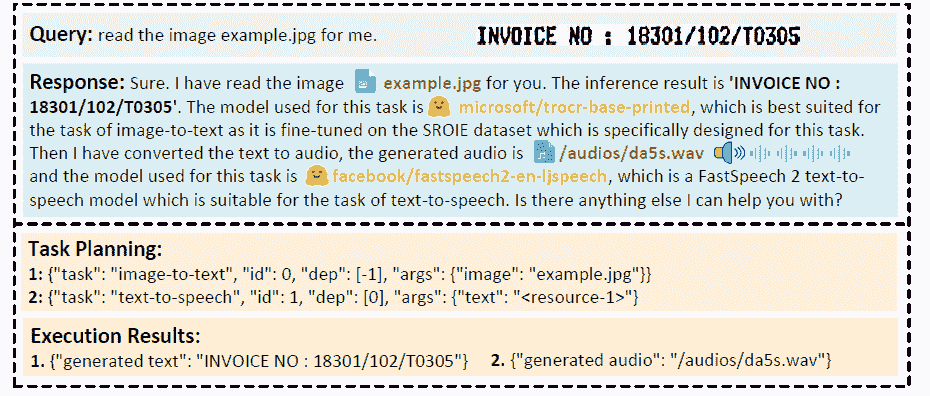 Query: read the image example.jpg for me.
INVOICE NO : 18301/102/T0305
Response: Sure. I have read the image example.jpg for you. The inference result is 'INVOICE NO :
18301/102/T0305'. The model used for this task is microsoft/trocr-base-printed, which is best suited for
the task of image-to-text as it is fine-tuned on the SROIE dataset which is specifically designed for this task.
Then I have converted the text to audio, the generated audio is /audios/da5s.wav
and the model used for this task is facebook/fastspeech2-en-ljspeech, which is a FastSpeech 2 text-to-
speech model which is suitable for the task of text-to-speech. Is there anything else I can help you with?
Task Planning:
1: {"task": "image-to-text", "id": 0, "dep": [-1], "args": {"image": "example.jpg"}}
2: {"task": "text-to-speech", "id": 1, "dep": [0], "args": {"text": "<resource-1>"}
Execution Results:
1. {"generated text": "INVOICE NO : 18301/102/T0305"} 2. {"generated audio": "/audios/da5s.wav"}